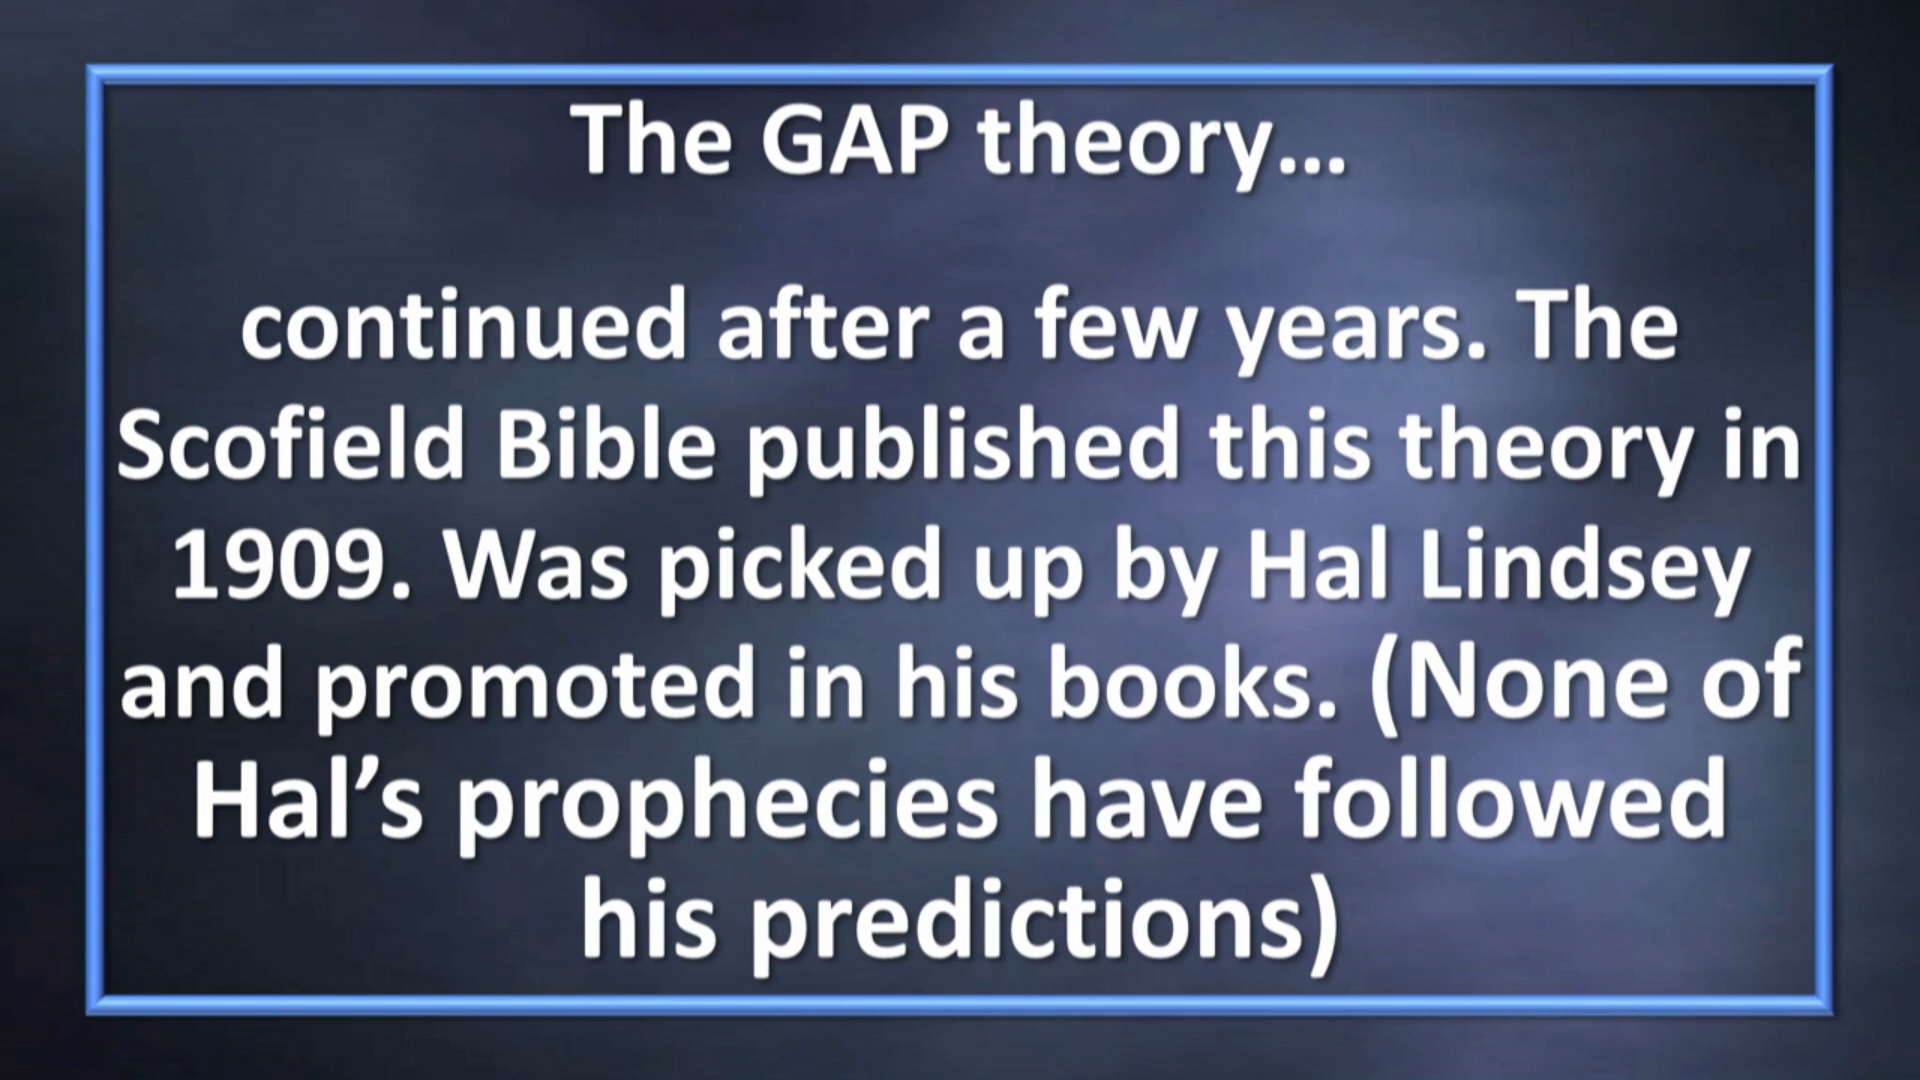 The GAP theory...
continued after a few years. The
Scofield Bible published this theory in
1909. Was picked up by Hal Lindsey
and promoted in his books. (None of
Hal’s prophecies have followed
his predictions)